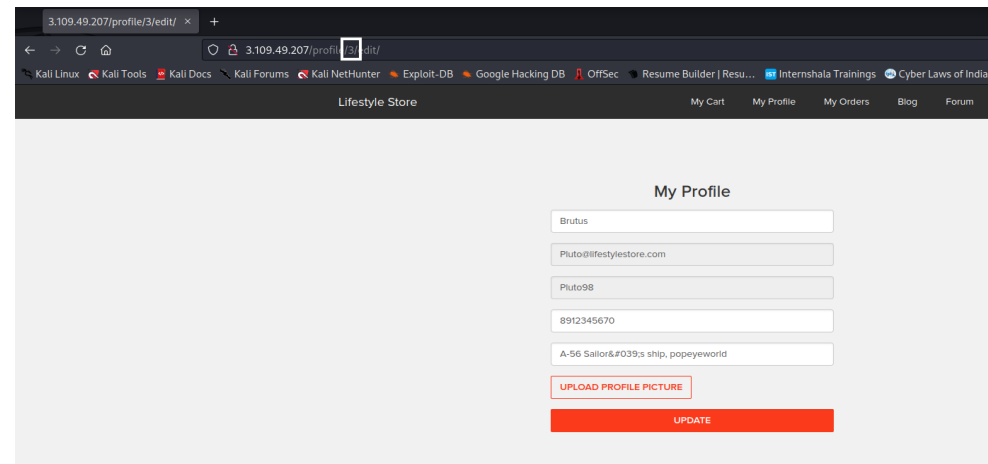 3.109.49.207/profile/3/edit/ × +
3.109.49.207/profile/3/edit/
Kali Linux Kali Tools Kali Docs Kali Forums Kali NetHunter Exploit-DB Google Hacking DB OffSec Resume Builder | Resu… Internshala Trainings Cyber Laws of India
Lifestyle Store My Cart My Profile My Orders Blog Forum
My Profile
Brutus
Pluto@lifestylestore.com
Pluto98
8912345670
A-56 Sailor&#039;s ship, popeyeworld
UPLOAD PROFILE PICTURE
UPDATE